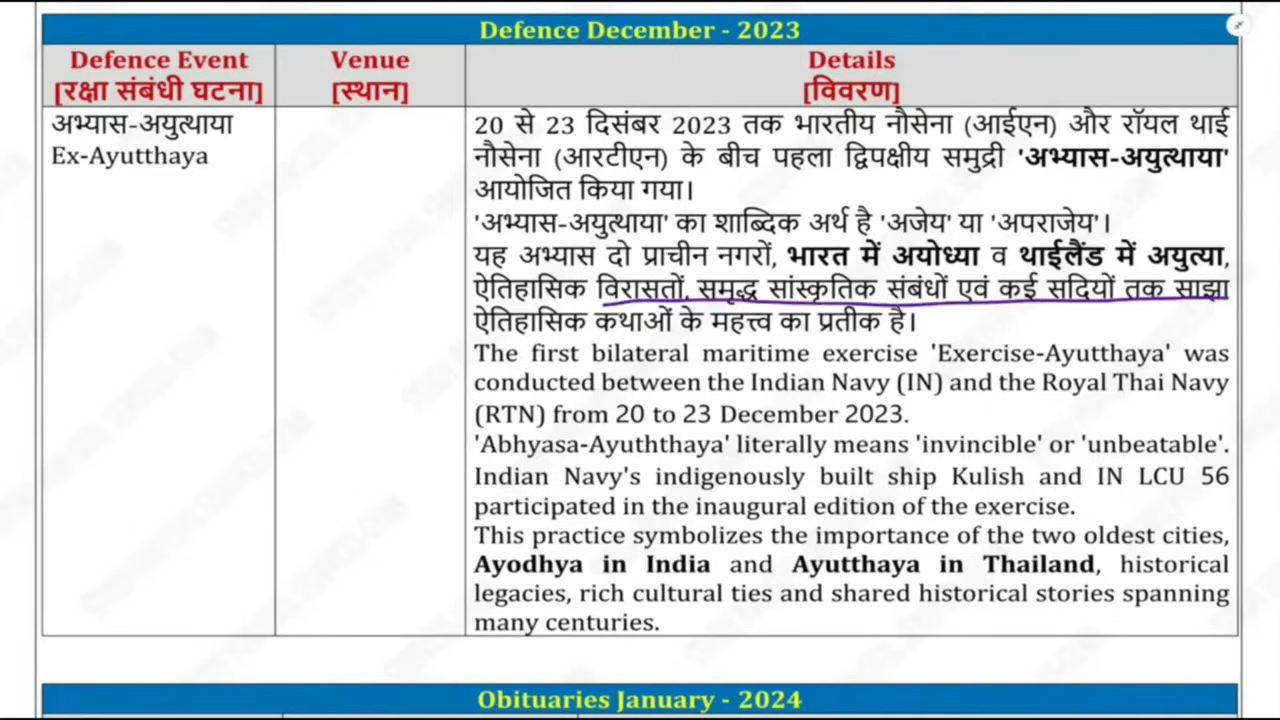 Defence December - 2023
Defence Event
[रक्षा संबंधी घटना]
Venue
[स्थान]
Details
[विवरण]
अभ्यास-अयुत्थाया
Ex-Ayutthaya
20 से 23 दिसंबर 2023 तक भारतीय नौसेना (आईएन) और रॉयल थाई
नौसेना (आरटीएन) के बीच पहला द्विपक्षीय समुद्री 'अभ्यास-अयुत्थाया'
आयोजित किया गया।
'अभ्यास-अयुत्थाया' का शाब्दिक अर्थ है 'अजेय' या 'अपराजेय'।
यह अभ्यास दो प्राचीन नगरों, भारत में अयोध्या व थाईलैंड में अयुत्या,
ऐतिहासिक विरासतों, समृद्ध सांस्कृतिक संबंधों एवं कई सदियों तक साझा
ऐतिहासिक कथाओं के महत्त्व का प्रतीक है।
The first bilateral maritime exercise 'Exercise-Ayutthaya' was
conducted between the Indian Navy (IN) and the Royal Thai Navy
(RTN) from 20 to 23 December 2023.
'Abhyasa-Ayuththaya' literally means 'invincible' or 'unbeatable'.
Indian Navy's indigenously built ship Kulish and IN LCU 56
participated in the inaugural edition of the exercise.
This practice symbolizes the importance of the two oldest cities,
Ayodhya in India and Ayutthaya in Thailand, historical
legacies, rich cultural ties and shared historical stories spanning
many centuries.
Obituaries January - 2024